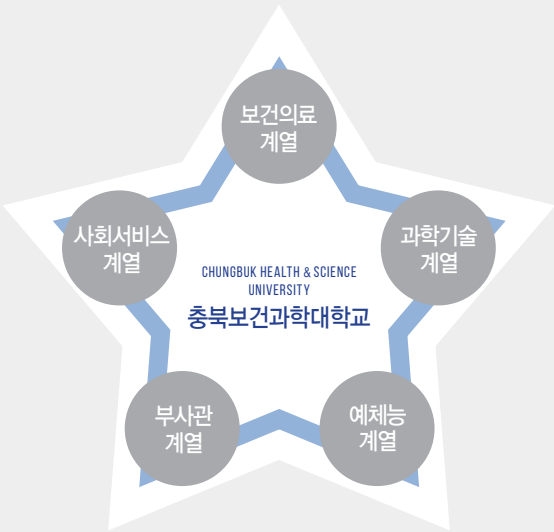 보건의료
계열
사회서비스
계열
과학기술
계열
CHUNGBUK HEALTH & SCIENCE
UNIVERSITY
충북보건과학대학교
부사관
계열
예체능
계열